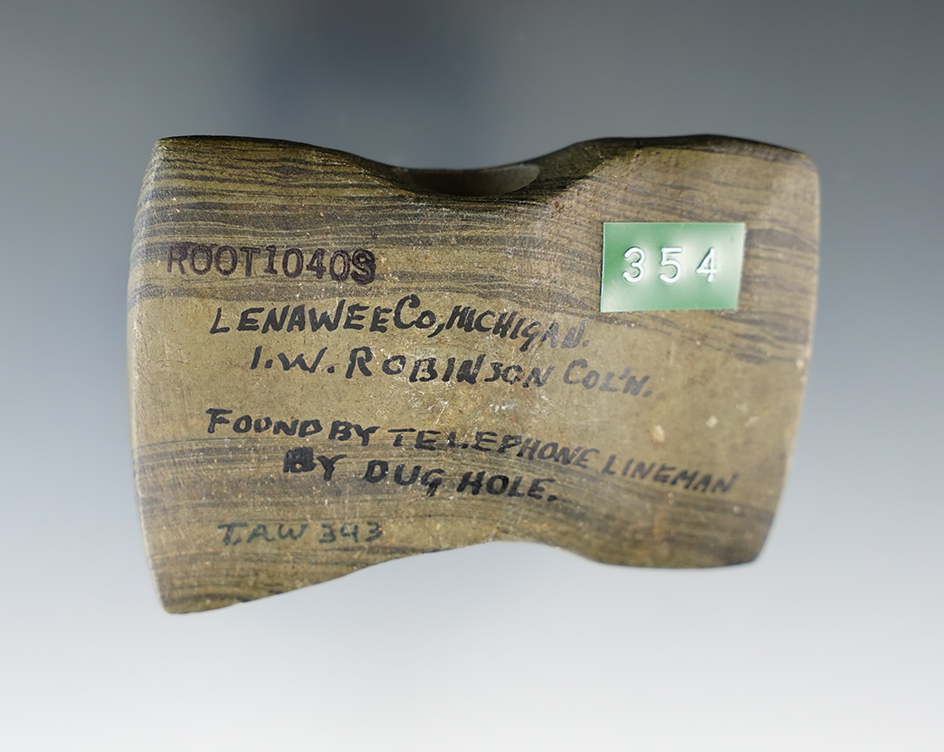 ROOT1040S
354
LENAWEE CO, MICHIGAN.
I.W. ROBINSON COL'N.
FOUND BY TELEPHONE LINEMAN
BY DUG HOLE.
T.A.W 343